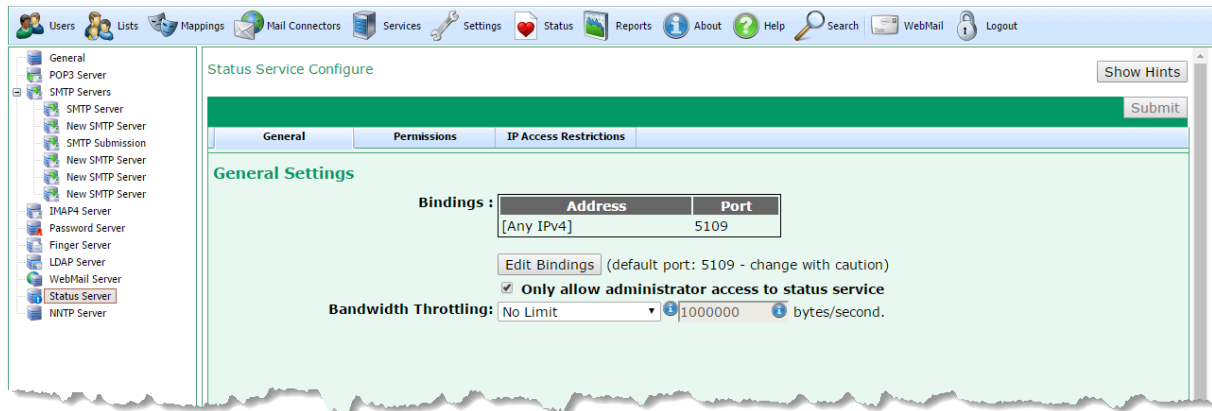 Users Lists Mappings Mail Connectors Services Settings Status Reports About Help Search WebMail Logout
General
POP3 Server
SMTP Servers
SMTP Server
New SMTP Server
SMTP Submission
New SMTP Server
New SMTP Server
New SMTP Server
IMAP4 Server
Password Server
Finger Server
LDAP Server
WebMail Server
Status Server
NNTP Server
Status Service Configure
Show Hints
Submit
General Permissions IP Access Restrictions
General Settings
Bindings : Address Port
[Any IPv4] 5109
Edit Bindings (default port: 5109 - change with caution)
Only allow administrator access to status service
Bandwidth Throttling: No Limit 1000000 bytes/second.